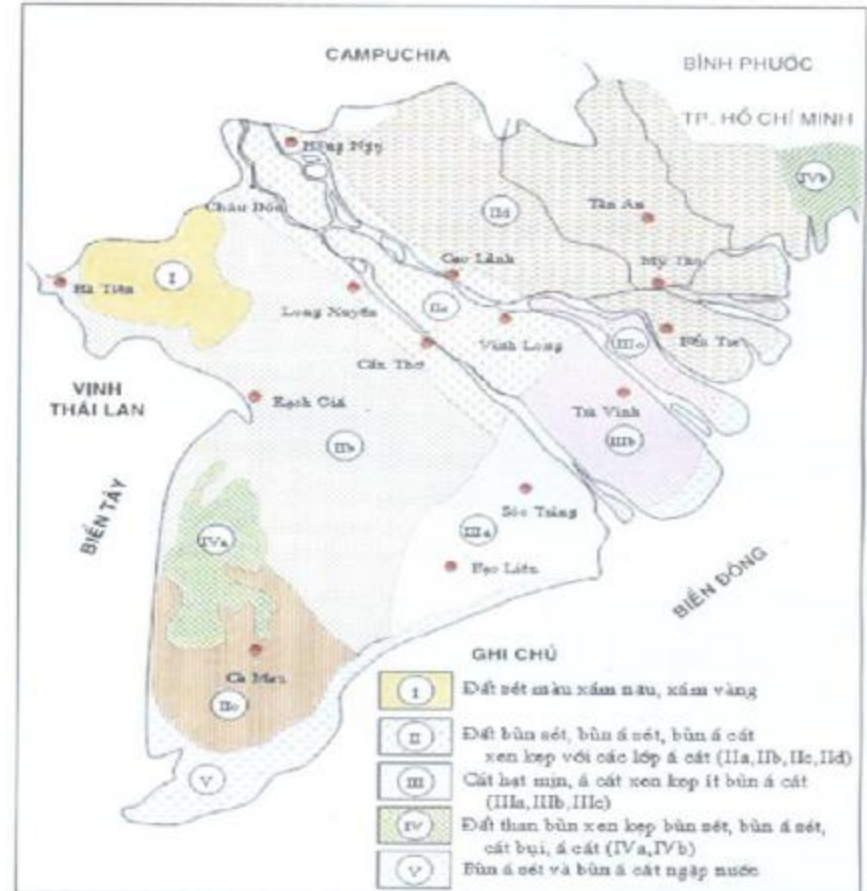 CAMPUCHIA
BÌNH PHƯỚC
TP. HỒ CHÍ MINH
Hồng Ngự
IVb
Châu Đốc
IId
Tân An
Cao Lãnh
Mỹ Tho
I
Hà Tiên
Long Xuyên
IIa
Vĩnh Long
IIIc
Bến Tre
Cần Thơ
VỊNH
THÁI LAN
Rạch Giá
Trà Vinh
IIb
IIIb
Sóc Trăng
BIỂN TÂY
IVa
IIIa
Bạc Liêu
BIỂN ĐÔNG
Cà Mau
IIc
V
GHI CHÚ
I Đất sét màu xám nâu, xám vàng
II Đất bùn sét, bùn á sét, bùn á cát
xen kẹp với các lớp á cát (IIa,IIb,IIc,IId)
III Cát hạt mịn, á cát xen kẹp ít bùn á cát
(IIIa,IIIb,IIIc)
IV Đất than bùn xen kẹp bùn sét, bùn á sét,
cát bụi, á cát (IVa,IVb)
V Bùn á sét và bùn á cát ngập nước